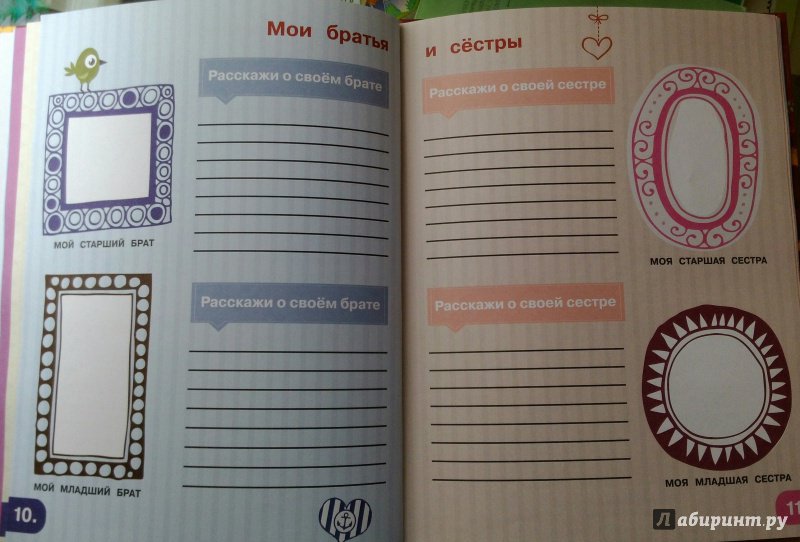 Мои братья и сёстры
Расскажи о своём брате
МОЙ СТАРШИЙ БРАТ
Расскажи о своём брате
МОЙ МЛАДШИЙ БРАТ
10.
Расскажи о своей сестре
МОЯ СТАРШАЯ СЕСТРА
Расскажи о своей сестре
МОЯ МЛАДШАЯ СЕСТРА
11
Лабиринт.ру